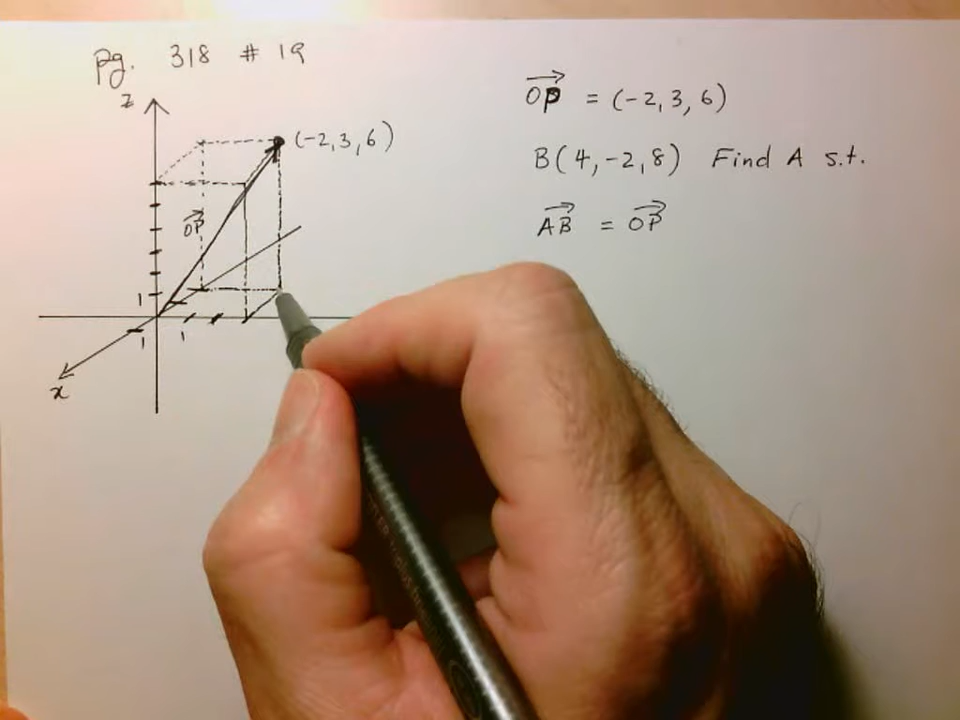 pg. 318 # 19
z
(-2,3,6)
OP
1
1
1
x
OP = (-2,3,6)
B(4,-2,8) Find A s.t.
AB = OP